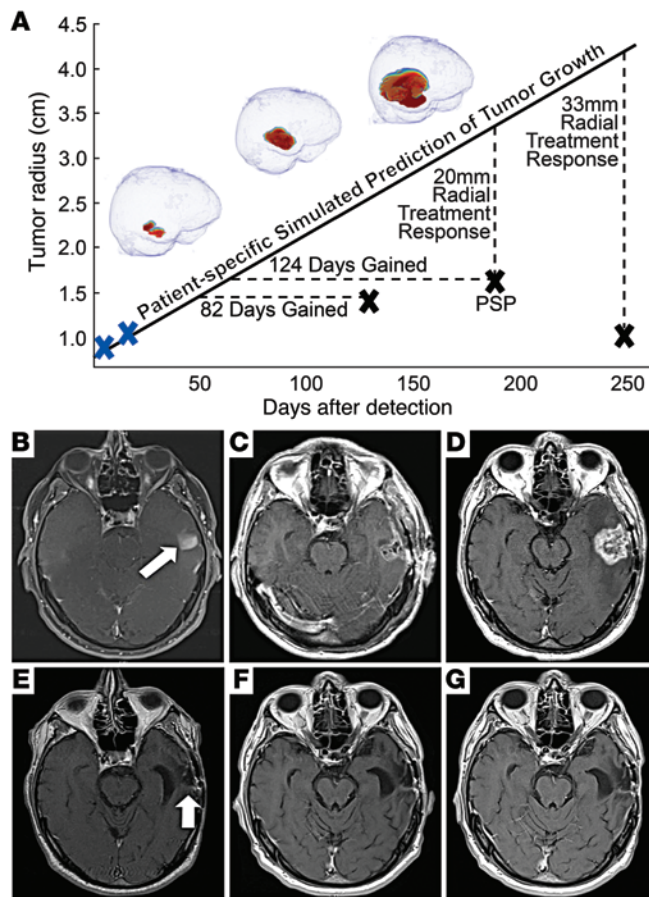 A
4.5
4.0
3.5
3.0
2.5
2.0
1.5
1.0
Tumor radius (cm)
Patient-specific Simulated Prediction of Tumor Growth
33mm
Radial
Treatment
Response
20mm
Radial
Treatment
Response
124 Days Gained
82 Days Gained
PSP
50
100
150
200
250
Days after detection
B
C
D
E
F
G